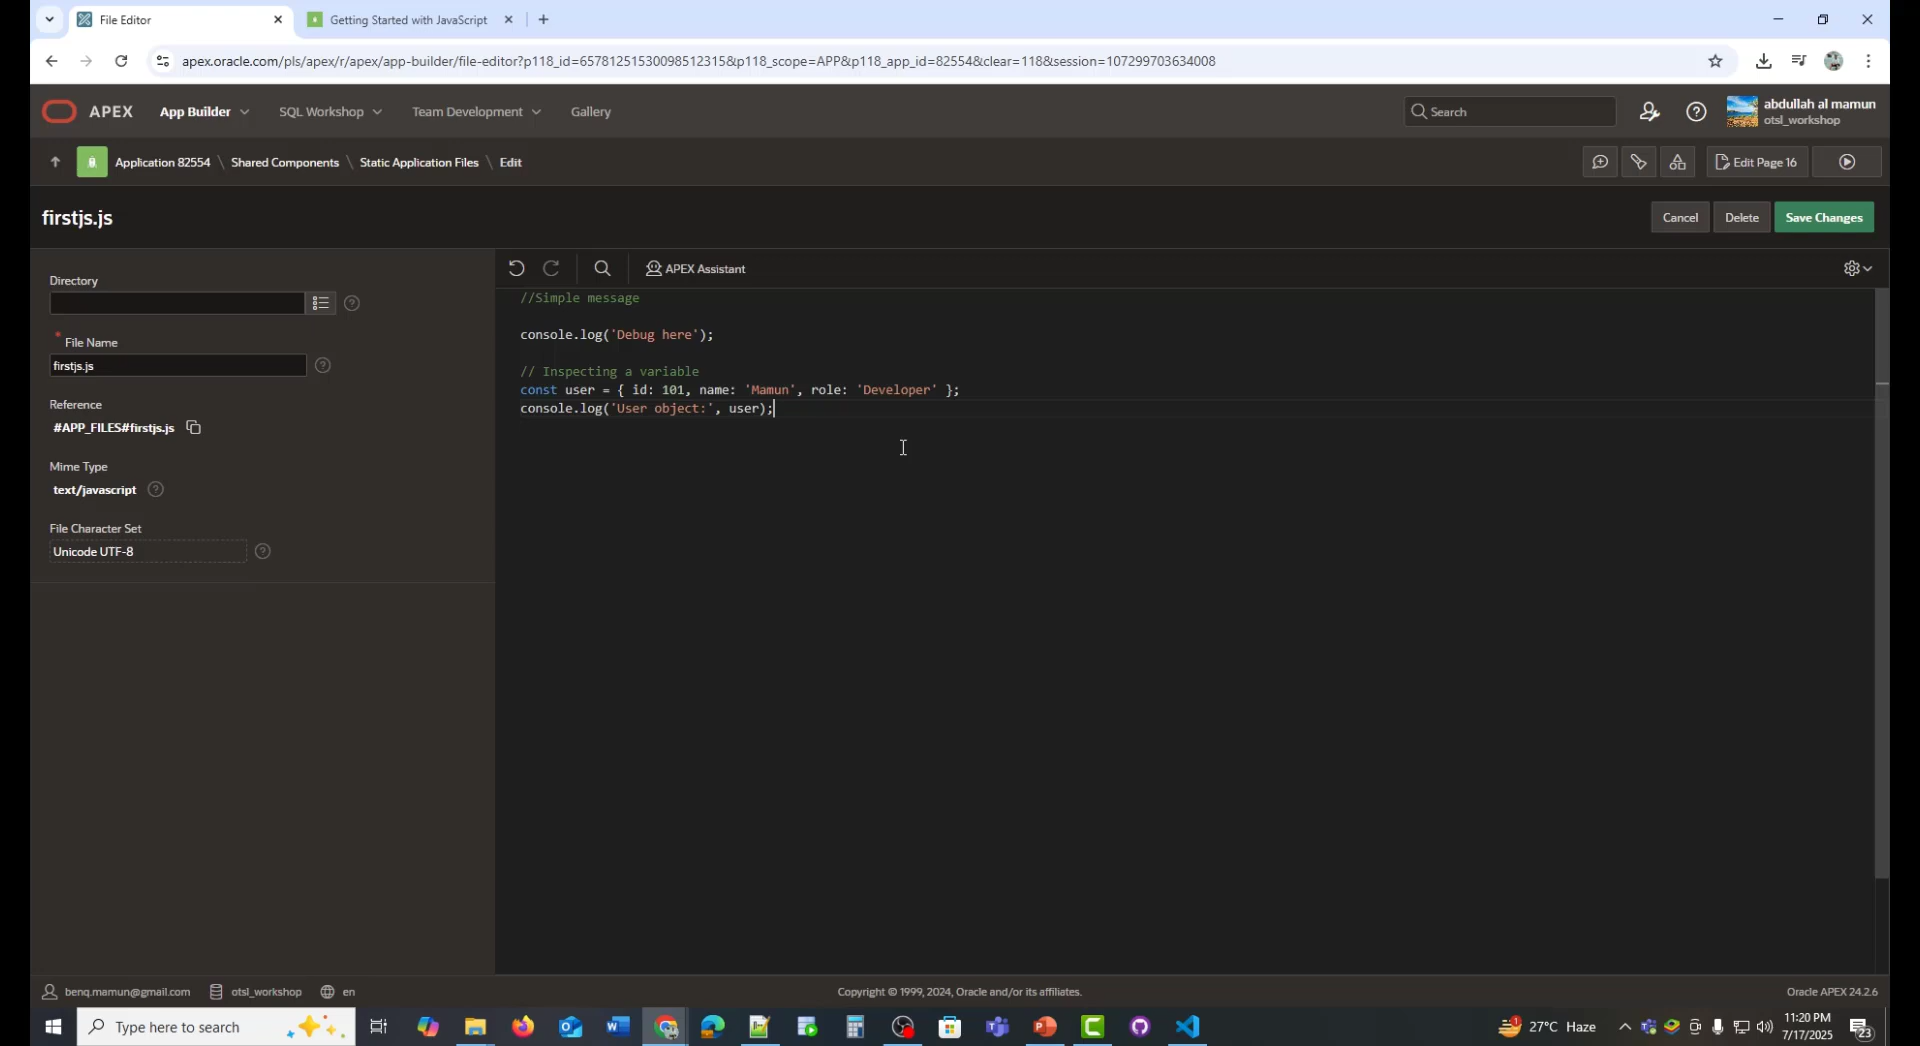 File Editor
Getting Started with JavaScript
apex.oracle.com/pls/apex/r/apex/app-builder/file-editor?p118_id=65781251530098512315&p118_scope=APP&p118_app_id=82554&clear=118&session=107299703634008
APEX
App Builder
SQL Workshop
Team Development
Gallery
Search
abdullah al mamun
otsl_workshop
Application 82554 \ Shared Components \ Static Application Files \ Edit
Edit Page 16
firstjs.js
Cancel
Delete
Save Changes
APEX Assistant
Directory
* File Name
firstjs.js
Reference
#APP_FILES#firstjs.js
Mime Type
text/javascript
File Character Set
Unicode UTF-8
//Simple message
console.log('Debug here');
// Inspecting a variable
const user = { id: 101, name: 'Mamun', role: 'Developer' };
console.log('User object:', user);
benq.mamun@gmail.com
otsl_workshop
en
Copyright © 1999, 2024, Oracle and/or its affiliates.
Oracle APEX 24.2.6
Type here to search
27°C Haze
11:20 PM
7/17/2025
23